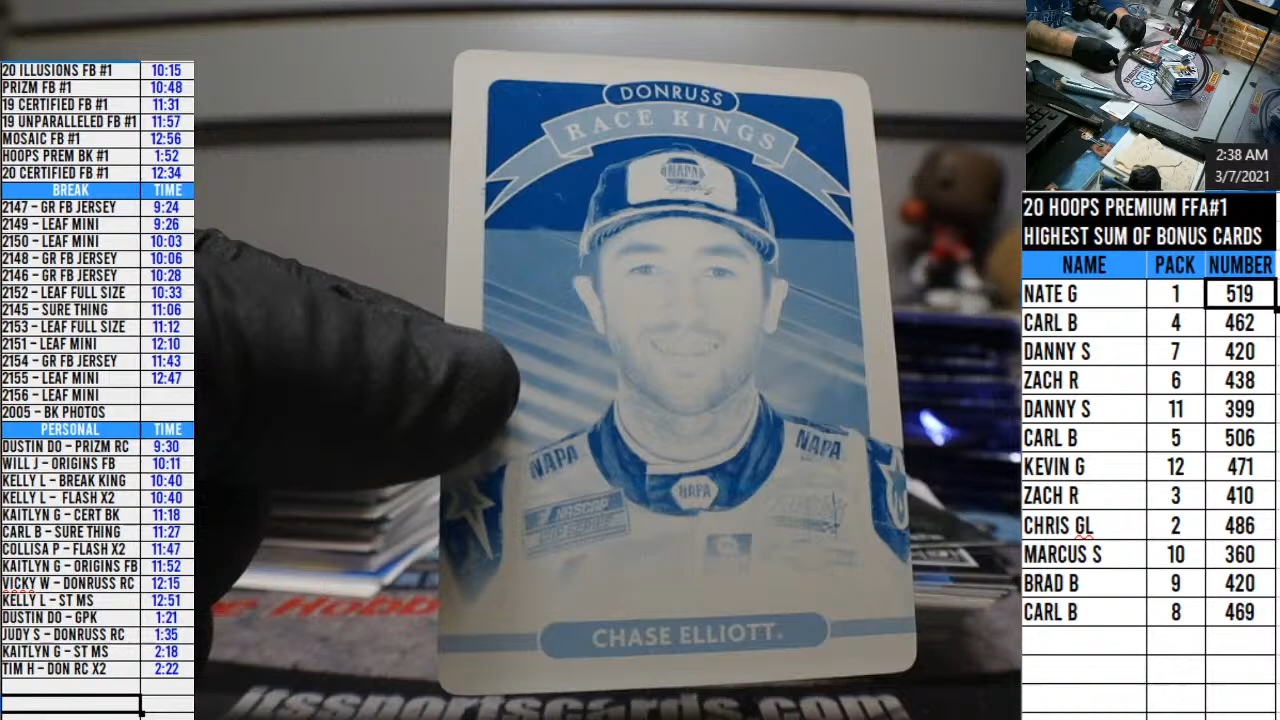 20 ILLUSIONS FB #1 10:15
PRIZM FB #1 10:48
19 CERTIFIED FB #1 11:31
19 UNPARALLELED FB #1 11:57
MOSAIC FB #1 12:56
HOOPS PREM BK #1 1:52
20 CERTIFIED FB #1 12:34
BREAK TIME
2147 - GR FB JERSEY 9:24
2149 - LEAF MINI 9:26
2150 - LEAF MINI 10:03
2148 - GR FB JERSEY 10:06
2146 - GR FB JERSEY 10:28
2152 - LEAF FULL SIZE 10:33
2145 - SURE THING 11:06
2153 - LEAF FULL SIZE 11:12
2151 - LEAF MINI 12:10
2154 - GR FB JERSEY 11:43
2155 - LEAF MINI 12:47
2156 - LEAF MINI
2005 - BK PHOTOS
PERSONAL TIME
DUSTIN DO - PRIZM RC 9:30
WILL J - ORIGINS FB 10:11
KELLY L - BREAK KING 10:40
KELLY L - FLASH X2 10:40
KAITLYN G - CERT BK 11:18
CARL B - SURE THING 11:27
COLLISA P - FLASH X2 11:47
KAITLYN G - ORIGINS FB 11:52
VICKY W - DONRUSS RC 12:15
KELLY L - ST MS 12:51
DUSTIN DO - GPK 1:21
JUDY S - DONRUSS RC 1:35
KAITLYN G - ST MS 2:18
TIM H - DON RC X2 2:22
DONRUSS
RACE KINGS
NAPA
NAPA
NAPA
NAPA
NASCAR
CHASE ELLIOTT
jtssportscards.com
2:38 AM
3/7/2021
20 HOOPS PREMIUM FFA#1
HIGHEST SUM OF BONUS CARDS
NAME PACK NUMBER
NATE G 1 519
CARL B 4 462
DANNY S 7 420
ZACH R 6 438
DANNY S 11 399
CARL B 5 506
KEVIN G 12 471
ZACH R 3 410
CHRIS GL 2 486
MARCUS S 10 360
BRAD B 9 420
CARL B 8 469